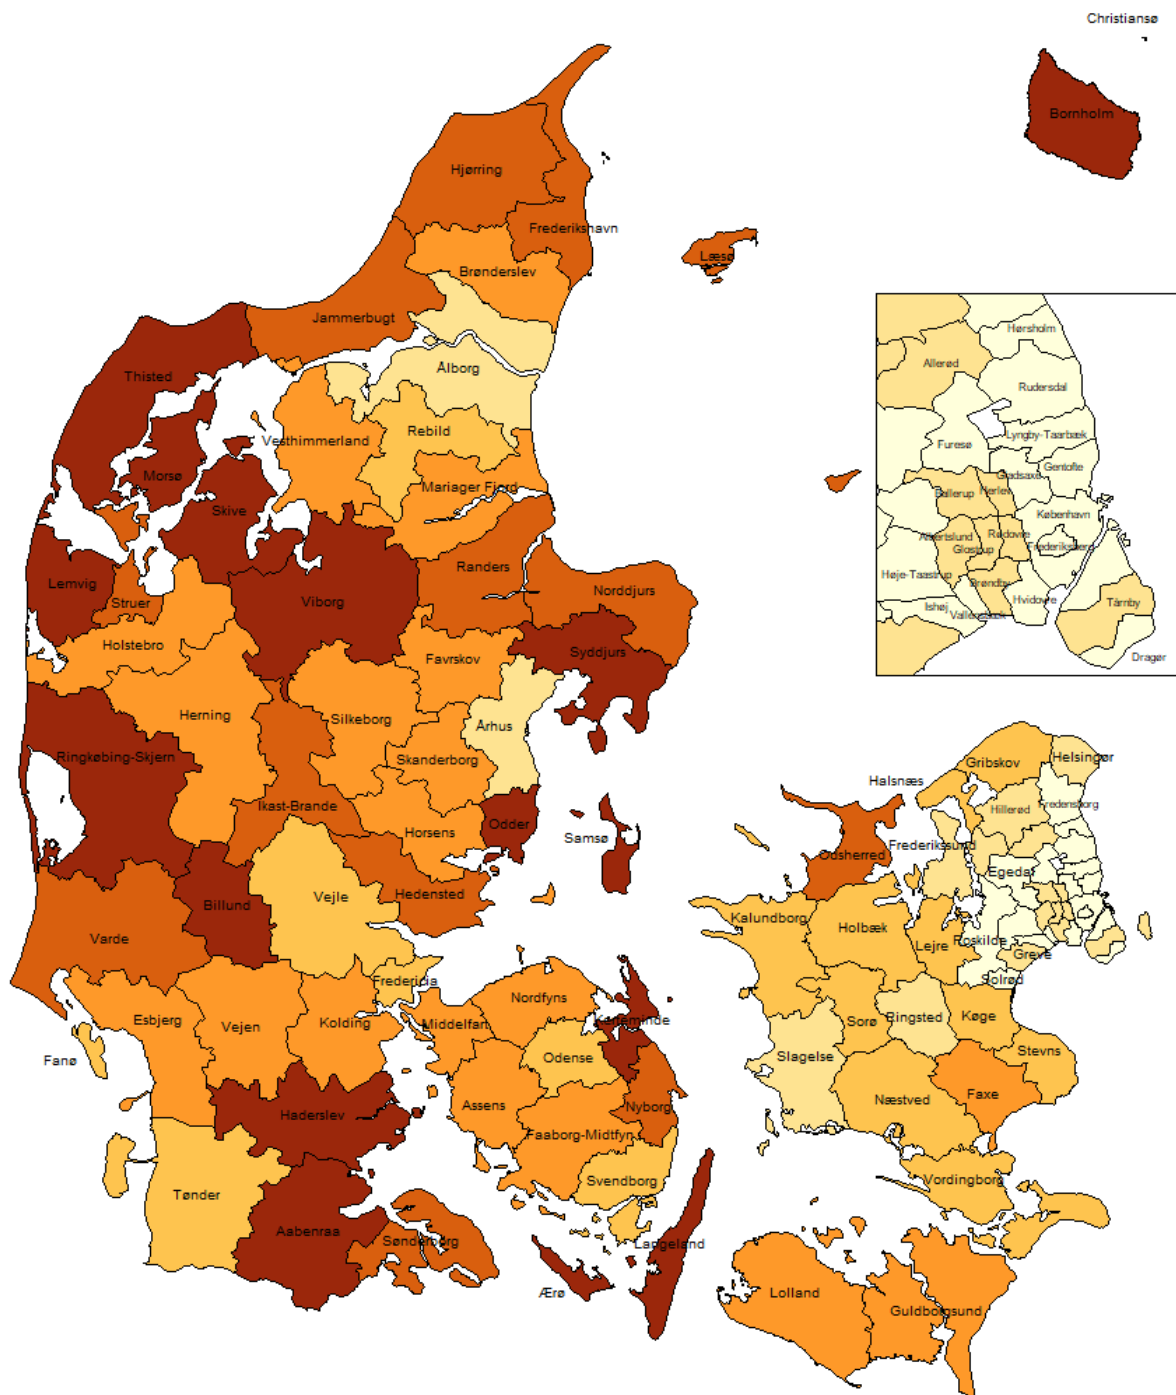 Christiansø
Bornholm
Hjørring
Frederikshavn
Læsø
Brønderslev
Jammerbugt
Thisted
Ålborg
Vesthimmerland
Rebild
Morsø
Mariager Fjord
Skive
Lemvig
Struer
Viborg
Randers
Norddjurs
Holstebro
Favrskov
Syddjurs
Herning
Silkeborg
Århus
Ringkøbing-Skjern
Skanderborg
Ikast-Brande
Horsens
Odder
Samsø
Hedensted
Vejle
Billund
Varde
Fredericia
Esbjerg
Vejen
Kolding
Fanø
Middelfart
Nordfyns
Kerteminde
Odense
Haderslev
Assens
Nyborg
Faaborg-Midtfyn
Svendborg
Tønder
Aabenraa
Sønderborg
Langeland
Ærø
Hørsholm
Allerød
Rudersdal
Furesø
Lyngby-Taarbæk
Gentofte
Gladsaxe
Ballerup
Herlev
København
Albertslund
Rødovre
Glostrup
Frederiksberg
Høje-Taastrup
Brøndby
Ishøj
Vallensbæk
Hvidovre
Tårnby
Dragør
Helsingør
Gribskov
Halsnæs
Hillerød
Fredensborg
Odsherred
Frederikssund
Egedal
Kalundborg
Holbæk
Lejre
Roskilde
Greve
Solrød
Sorø
Ringsted
Køge
Slagelse
Stevns
Næstved
Faxe
Vordingborg
Lolland
Guldborgsund